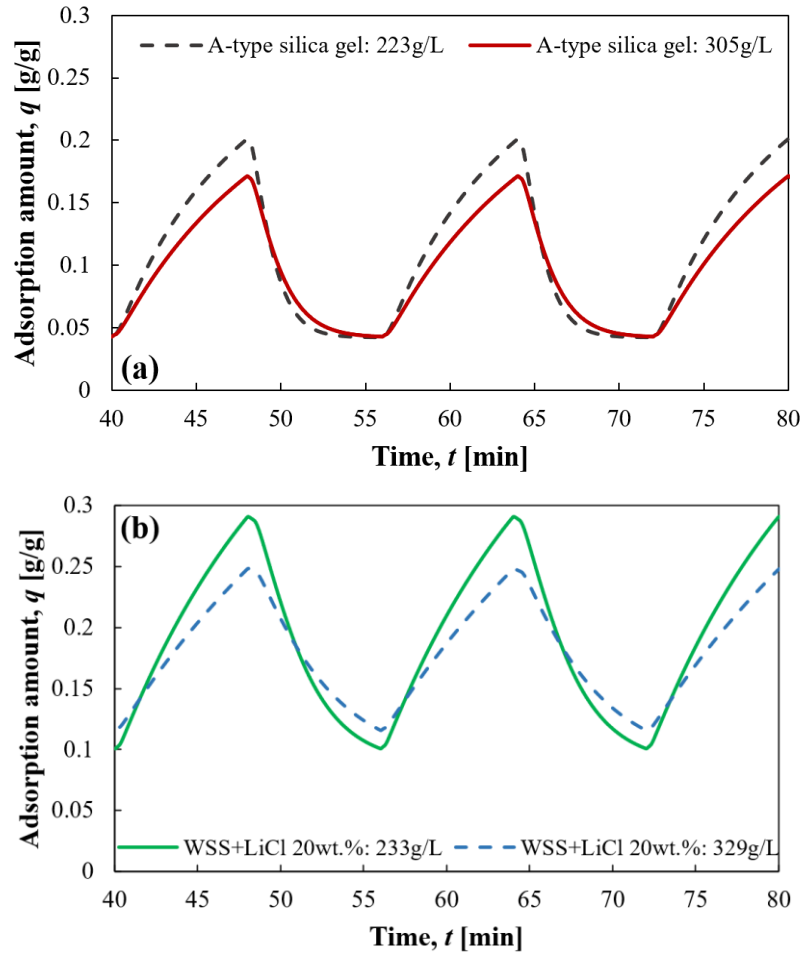 0.3
A-type silica gel: 223g/L A-type silica gel: 305g/L
0.25
0.2
0.15
0.1
0.05
0
Adsorption amount, q [g/g]
(a)
40 45 50 55 60 65 70 75 80
Time, t [min]
0.3
(b)
0.25
0.2
0.15
0.1
0.05
0
Adsorption amount, q [g/g]
WSS+LiCl 20wt.%: 233g/L WSS+LiCl 20wt.%: 329g/L
40 45 50 55 60 65 70 75 80
Time, t [min]